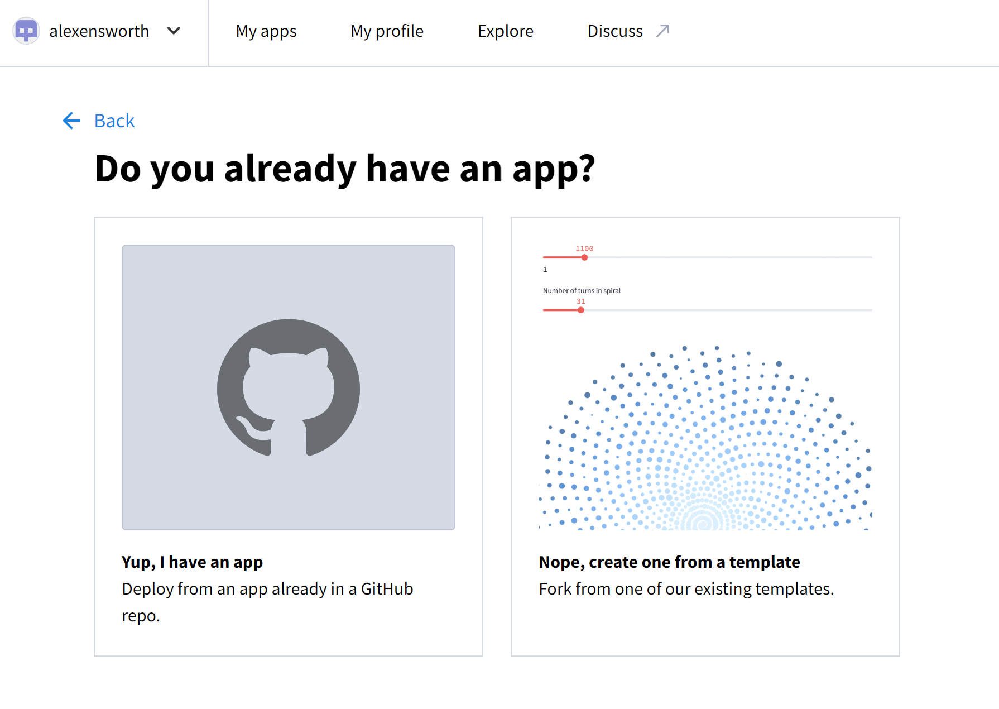 alexensworth
My apps
My profile
Explore
Discuss
Back
Do you already have an app?
1100
1
Number of turns in spiral
31
Yup, I have an app
Deploy from an app already in a GitHub
repo.
Nope, create one from a template
Fork from one of our existing templates.